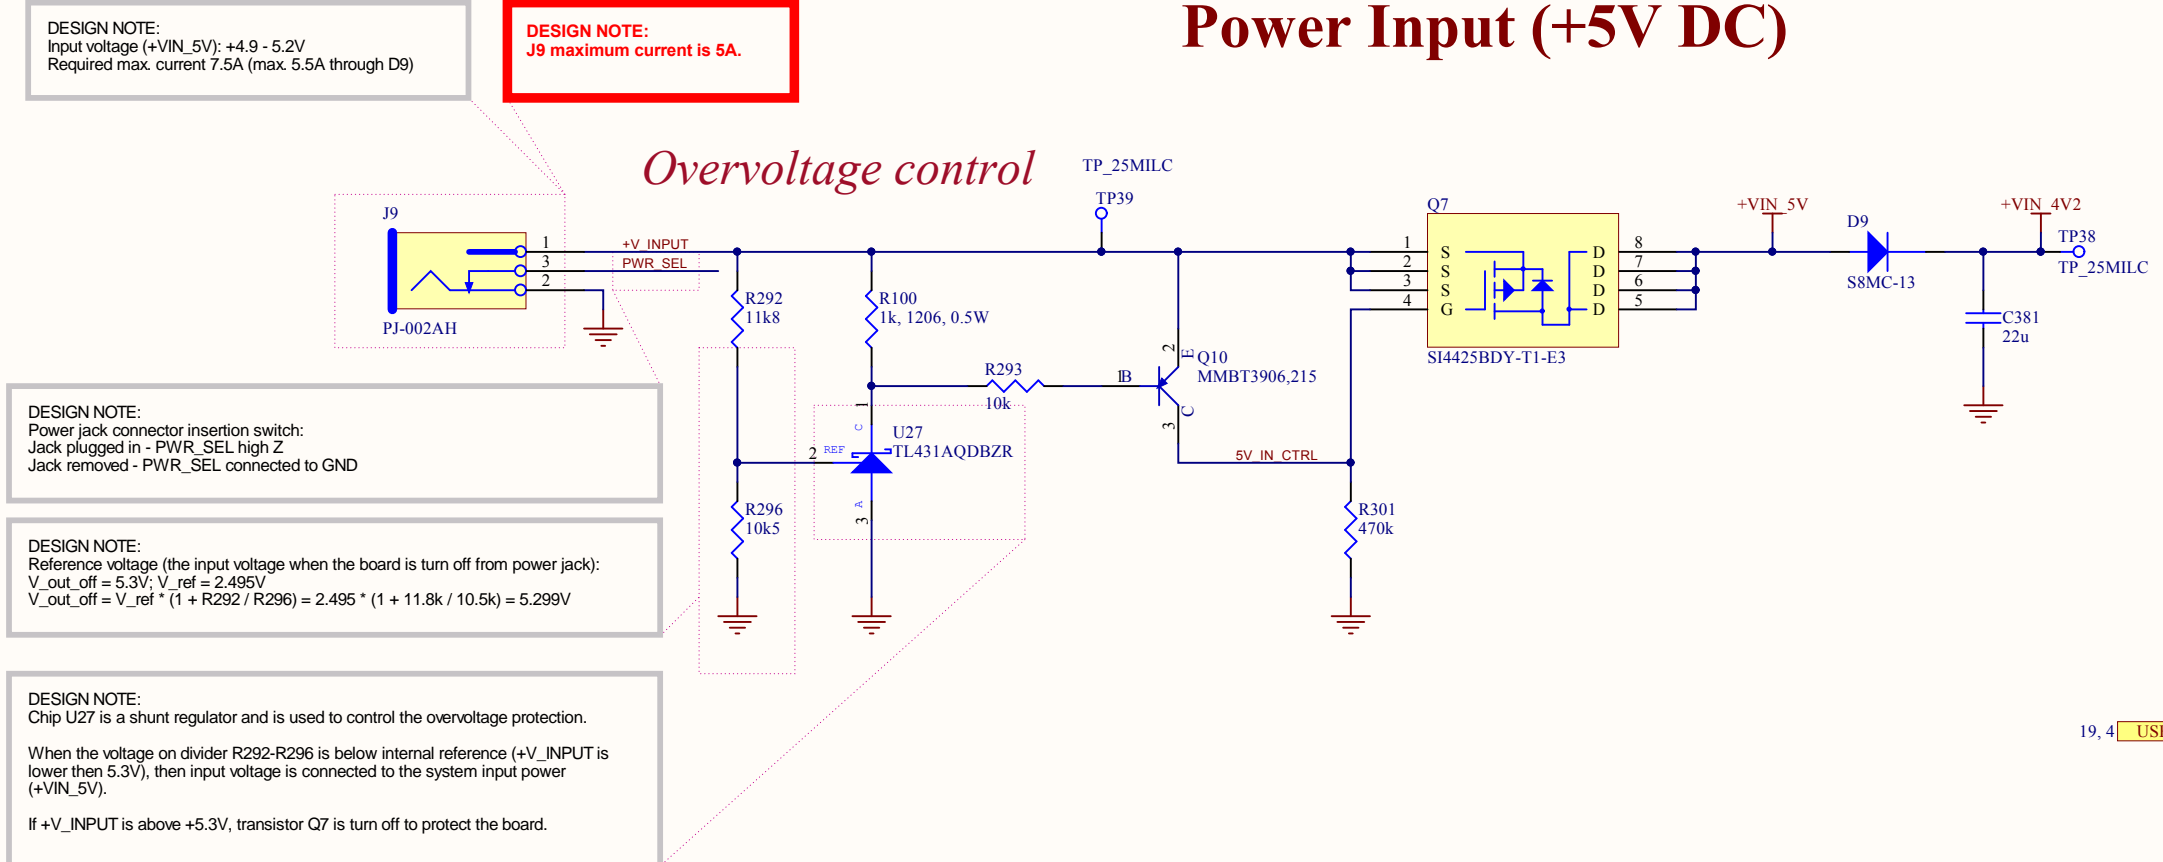 Power Input (+5V DC)
DESIGN NOTE:
Input voltage (+VIN_5V): +4.9 - 5.2V
Required max. current 7.5A (max. 5.5A through D9)
DESIGN NOTE:
J9 maximum current is 5A.
Overvoltage control
TP_25MILC
TP39
J9
1
3
2
PJ-002AH
+V_INPUT
PWR_SEL
R292
11k8
R100
1k, 1206, 0.5W
R293
10k
1 B
2
E
Q10
MMBT3906,215
C
3
Q7
1 S
2 S
3 S
4 G
D 8
D 7
D 6
D 5
SI4425BDY-T1-E3
+VIN_5V
D9
S8MC-13
+VIN_4V2
TP38
TP_25MILC
C381
22u
1
C
U27
TL431AQDBZR
2 REF
A
3
5V_IN_CTRL
R296
10k5
R301
470k
DESIGN NOTE:
Power jack connector insertion switch:
Jack plugged in - PWR_SEL high Z
Jack removed - PWR_SEL connected to GND
DESIGN NOTE:
Reference voltage (the input voltage when the board is turn off from power jack):
V_out_off = 5.3V; V_ref = 2.495V
V_out_off = V_ref * (1 + R292 / R296) = 2.495 * (1 + 11.8k / 10.5k) = 5.299V
DESIGN NOTE:
Chip U27 is a shunt regulator and is used to control the overvoltage protection.
When the voltage on divider R292-R296 is below internal reference (+V_INPUT is
lower then 5.3V), then input voltage is connected to the system input power
(+VIN_5V).
If +V_INPUT is above +5.3V, transistor Q7 is turn off to protect the board.
19, 4